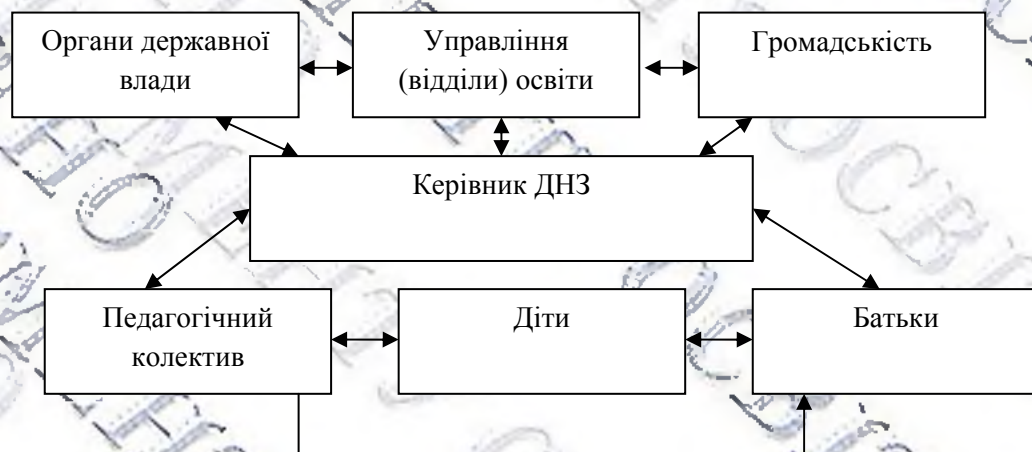 Органи державної
влади
Управління
(відділи) освіти
Громадськість
Керівник ДНЗ
Педагогічний
колектив
Діти
Батьки